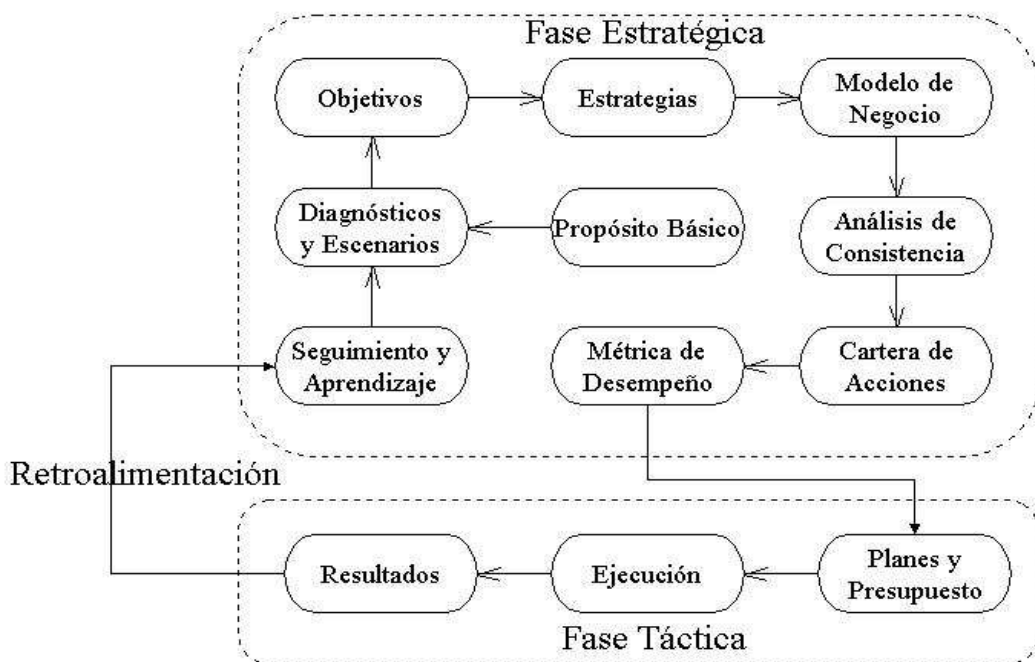 Fase Estratégica
Objetivos
Estrategias
Modelo de
Negocio
Diagnósticos
y Escenarios
Propósito Básico
Análisis de
Consistencia
Seguimiento y
Aprendizaje
Métrica de
Desempeño
Cartera de
Acciones
Retroalimentación
Resultados
Ejecución
Planes y
Presupuesto
Fase Táctica